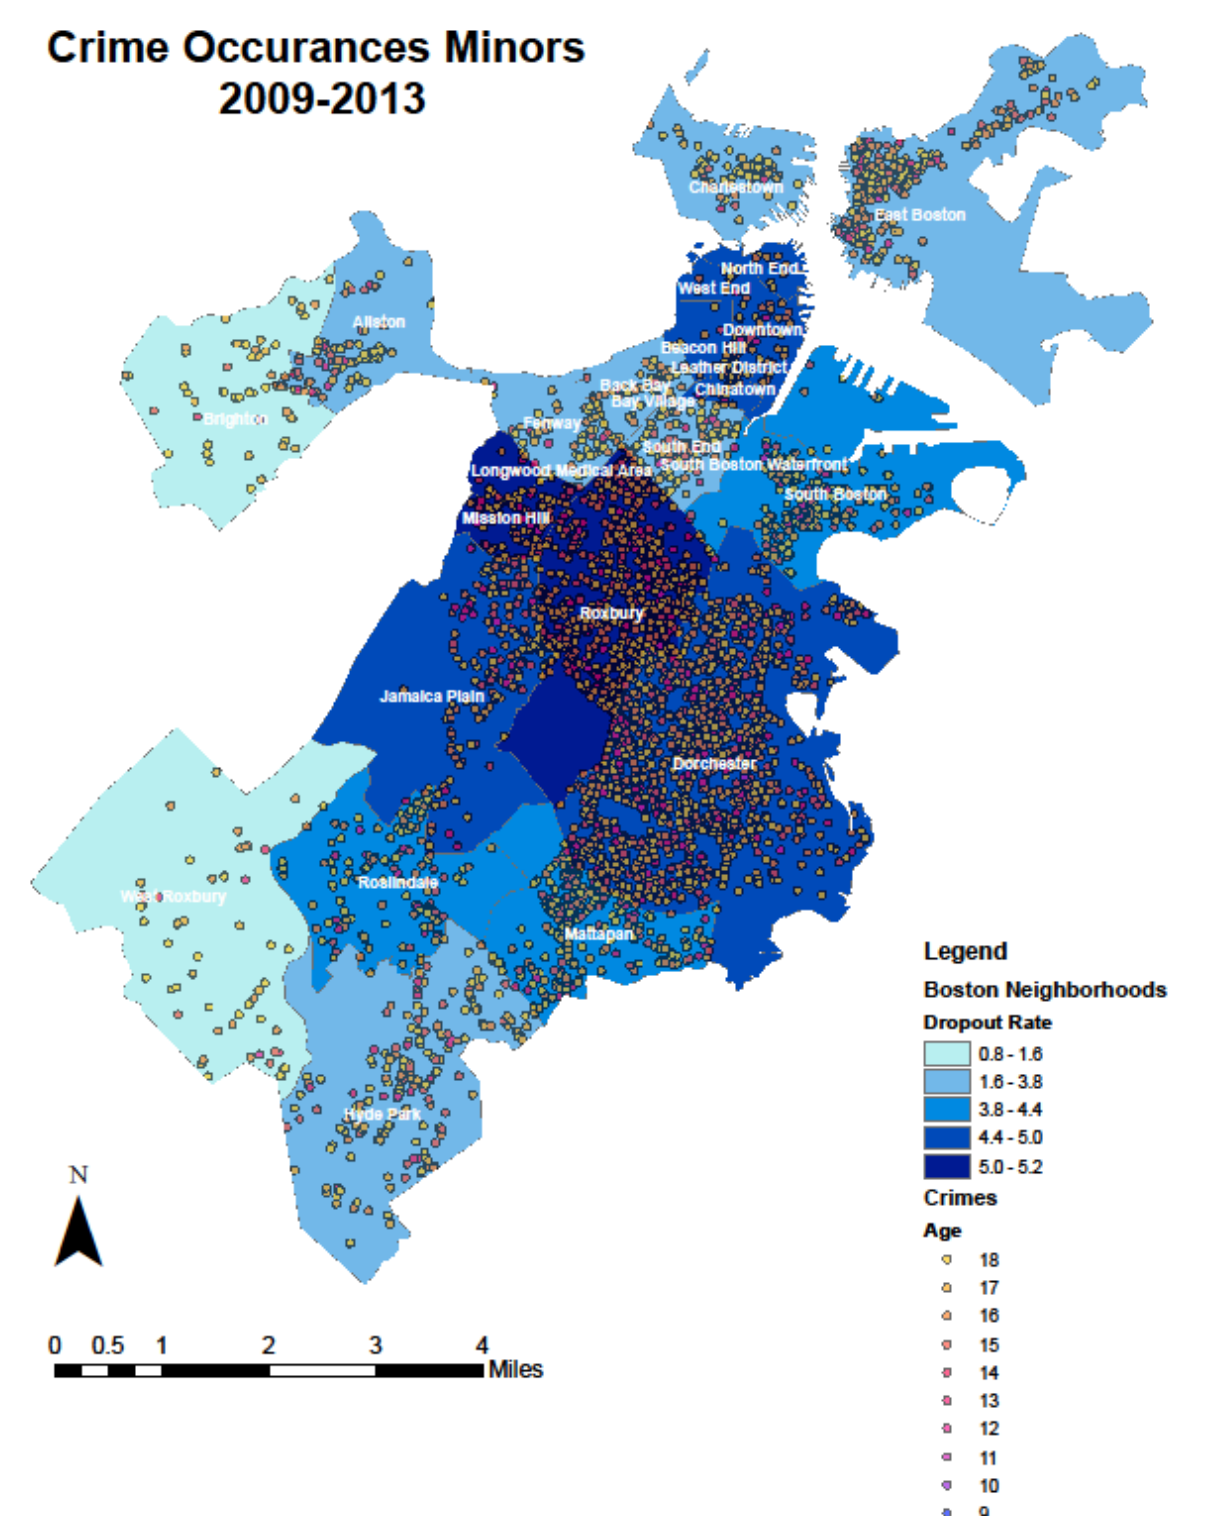 Crime Occurances Minors
2009-2013
Charlestown
East Boston
North End
West End
Allston
Downtown
Beacon Hill
Leather District
Back Bay
Chinatown
Bay Village
Brighton
Fenway
South End
South Boston Waterfront
Longwood Medical Area
South Boston
Mission Hill
Roxbury
Jamaica Plain
Dorchester
Roslindale
West Roxbury
Mattapan
Hyde Park
Legend
Boston Neighborhoods
Dropout Rate
0.8 - 1.6
1.6 - 3.8
3.8 - 4.4
4.4 - 5.0
5.0 - 5.2
Crimes
Age
18
17
16
15
14
13
12
11
10
9
N
0 0.5 1 2 3 4
Miles